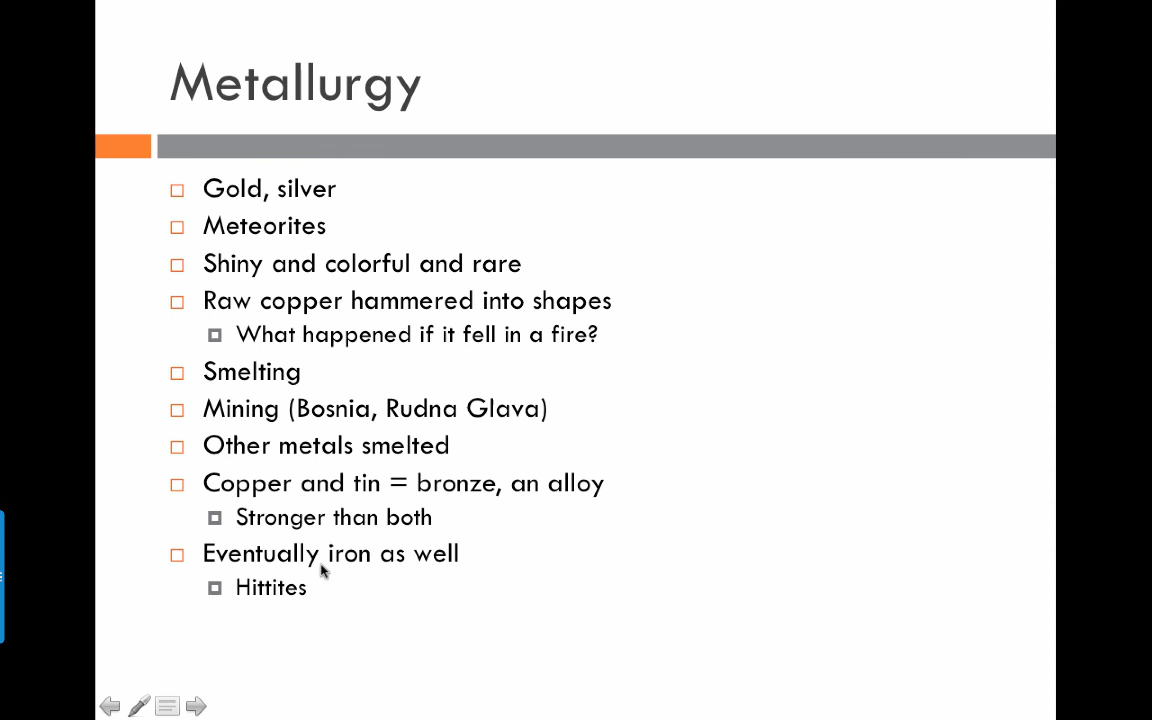 Metallurgy
Gold, silver
Meteorites
Shiny and colorful and rare
Raw copper hammered into shapes
What happened if it fell in a fire?
Smelting
Mining (Bosnia, Rudna Glava)
Other metals smelted
Copper and tin = bronze, an alloy
Stronger than both
Eventually iron as well
Hittites